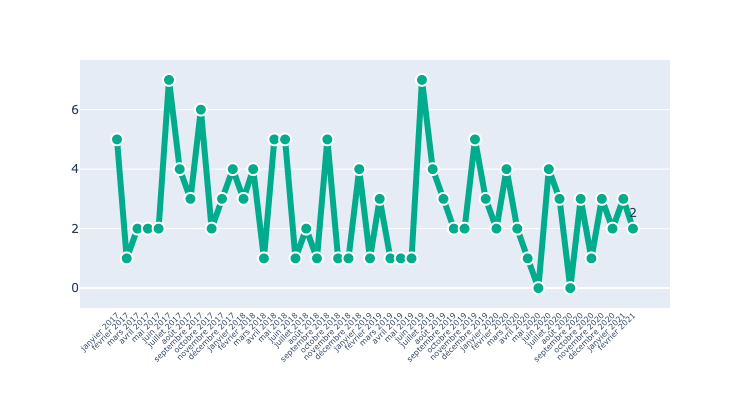 6
4
2
2
0
janvier 2017
février 2017
mars 2017
avril 2017
mai 2017
juin 2017
juillet 2017
août 2017
septembre 2017
octobre 2017
novembre 2017
décembre 2017
janvier 2018
février 2018
mars 2018
avril 2018
mai 2018
juin 2018
juillet 2018
août 2018
septembre 2018
octobre 2018
novembre 2018
décembre 2018
janvier 2019
février 2019
mars 2019
avril 2019
mai 2019
juin 2019
juillet 2019
août 2019
septembre 2019
octobre 2019
novembre 2019
décembre 2019
janvier 2020
février 2020
mars 2020
avril 2020
mai 2020
juin 2020
juillet 2020
août 2020
septembre 2020
octobre 2020
novembre 2020
décembre 2020
janvier 2021
février 2021